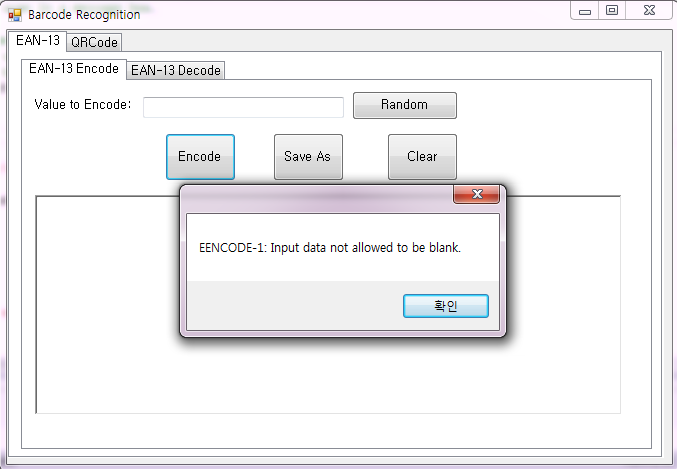 Barcode Recognition
EAN-13 QRCode
EAN-13 Encode EAN-13 Decode
Value to Encode: Random
Encode Save As Clear
EENCODE-1: Input data not allowed to be blank.
확인